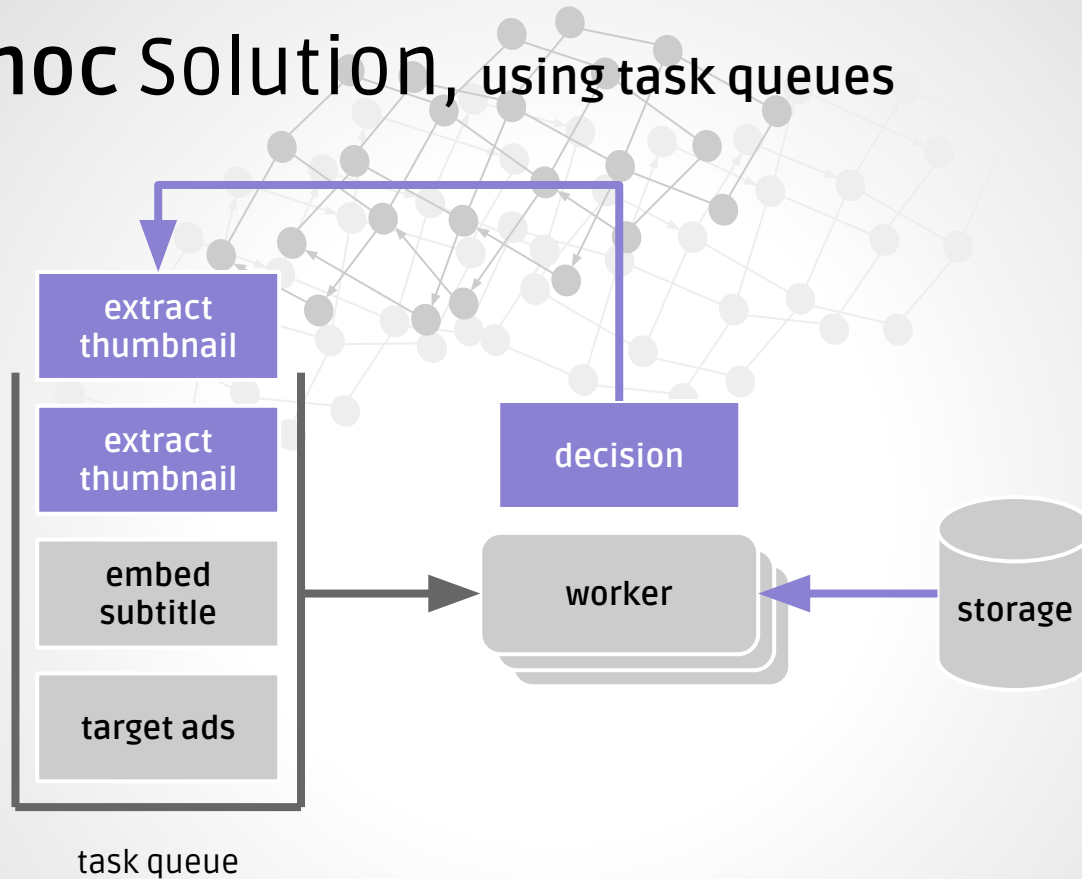 hoc Solution, using task queues
extract
thumbnail
extract
thumbnail
embed
subtitle
target ads
task queue
decision
worker
storage